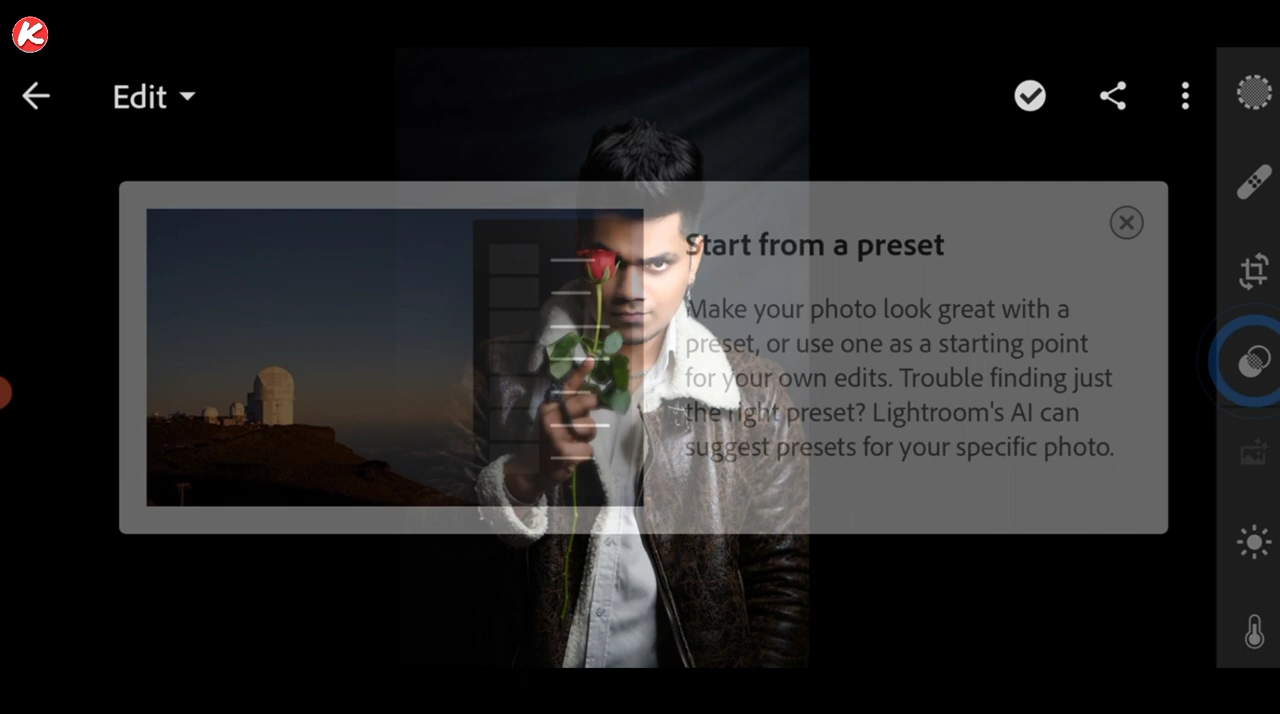 K
Edit
Start from a preset
Make your photo look great with a
preset, or use one as a starting point
for your own edits. Trouble finding just
the right preset? Lightroom's AI can
suggest presets for your specific photo.